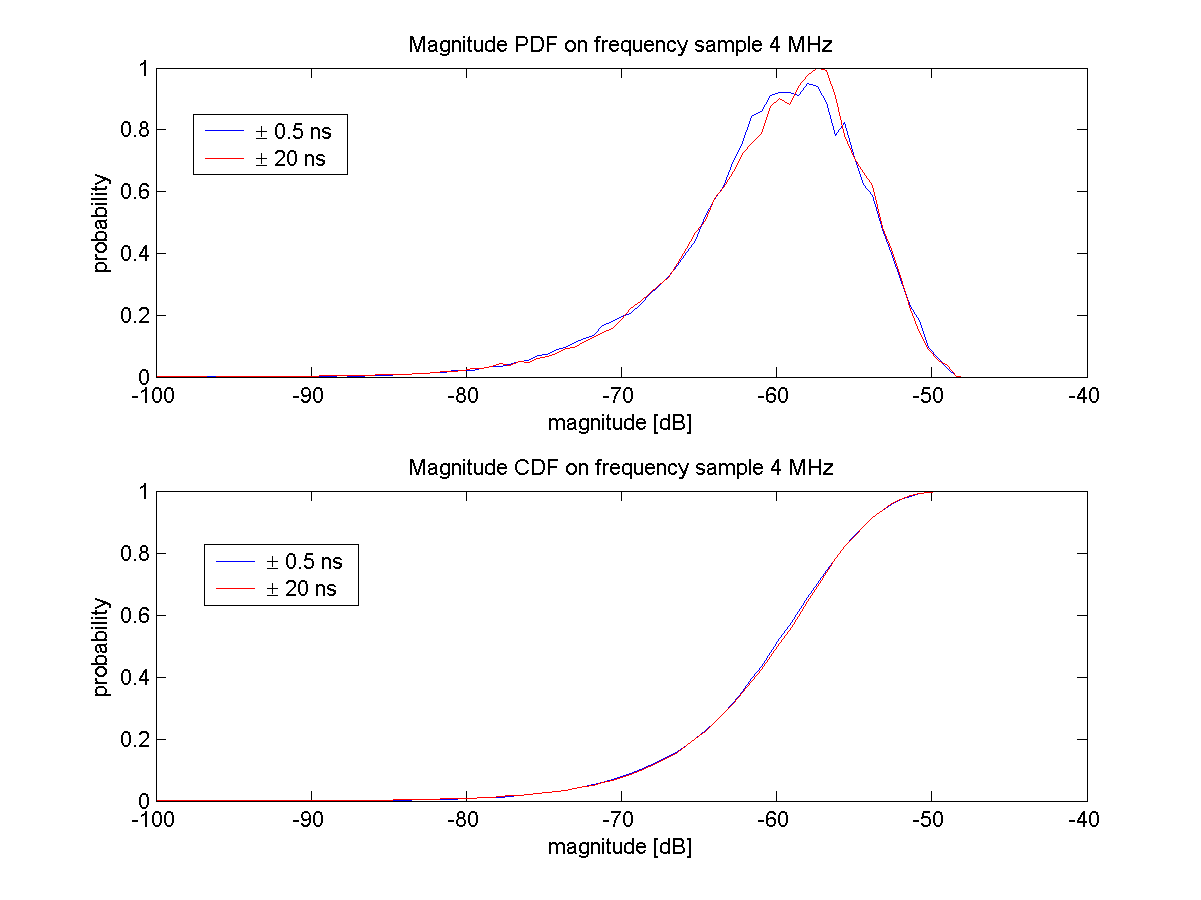 Magnitude PDF on frequency sample 4 MHz
1
0.8
0.6
0.4
0.2
0
probability
± 0.5 ns
± 20 ns
-100 -90 -80 -70 -60 -50 -40
magnitude [dB]
Magnitude CDF on frequency sample 4 MHz
1
0.8
0.6
0.4
0.2
0
probability
± 0.5 ns
± 20 ns
-100 -90 -80 -70 -60 -50 -40
magnitude [dB]